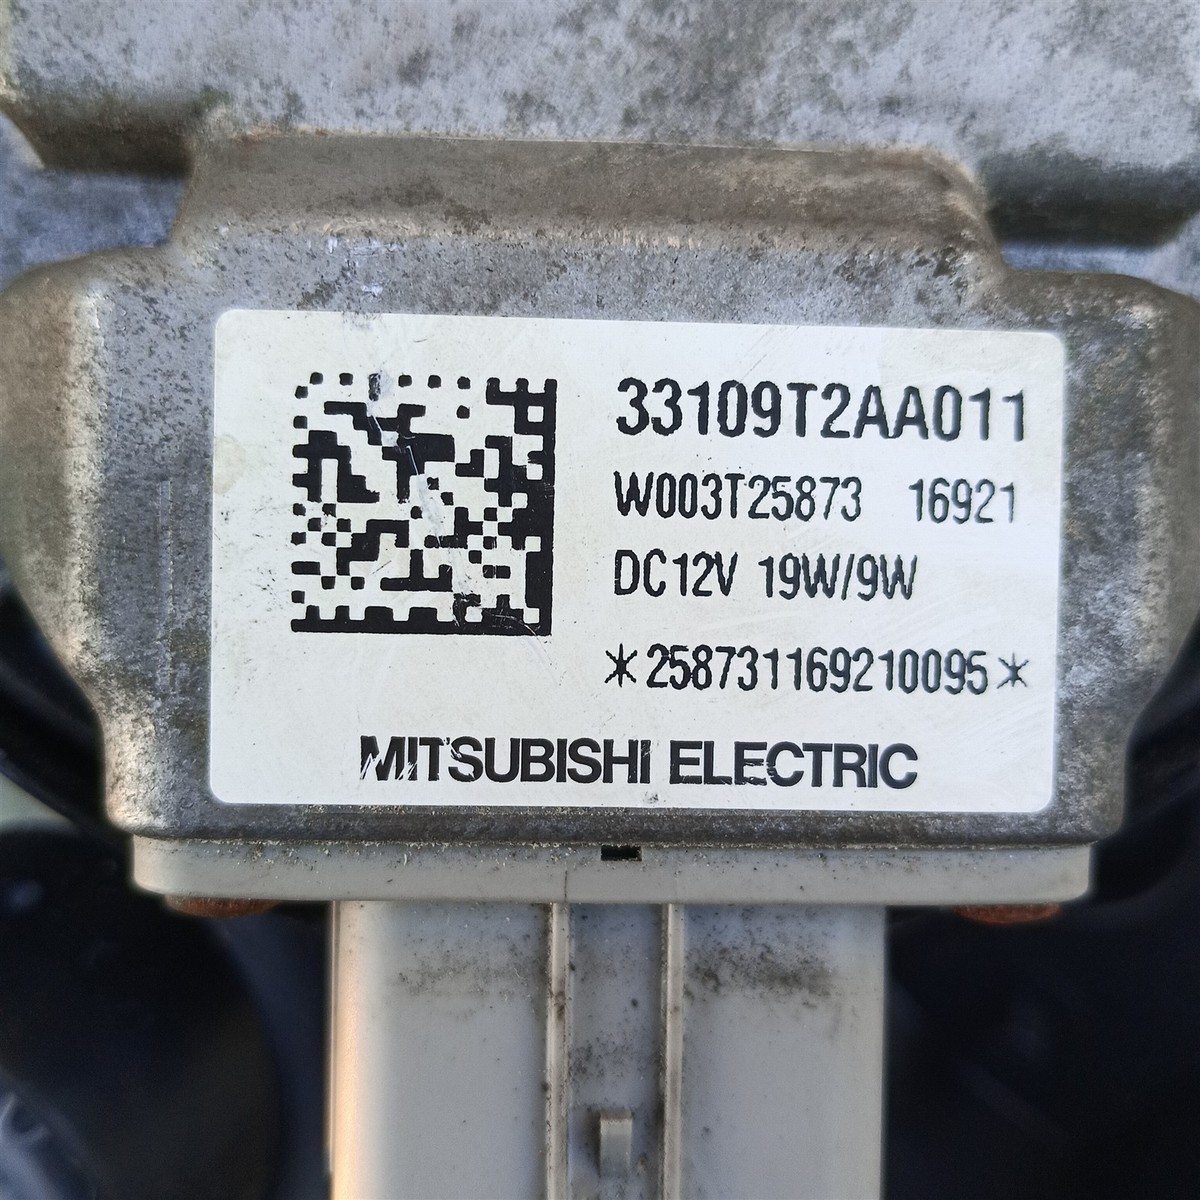 33109T2AA011
W003T25873 16921
DC12V 19W/9W
*258731169210095*
MITSUBISHI ELECTRIC